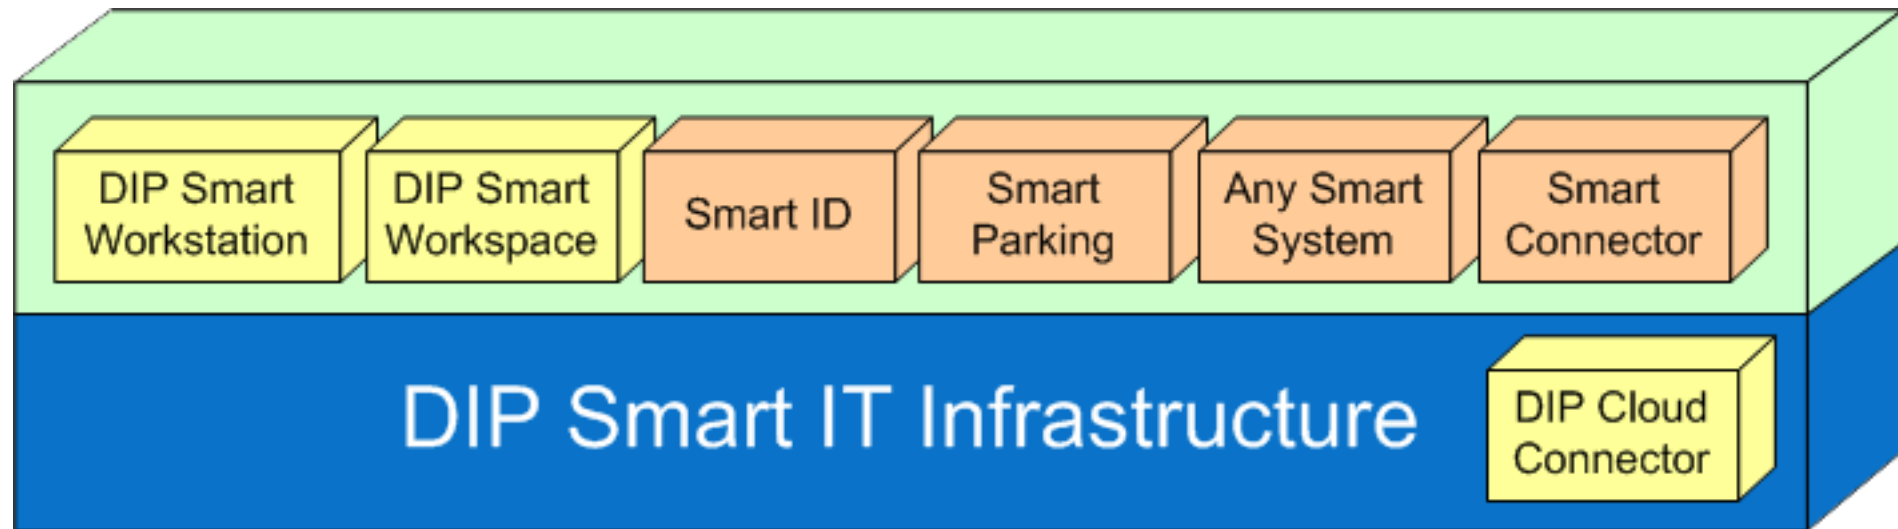 DIP Smart
Workstation
DIP Smart
Workspace
Smart ID
Smart
Parking
Any Smart
System
Smart
Connector
DIP Smart IT Infrastructure
DIP Cloud
Connector